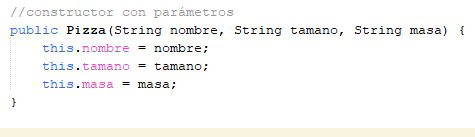 //constructor con parámetros
public Pizza(String nombre, String tamano, String masa) {
this.nombre = nombre;
this.tamano = tamano;
this.masa = masa;
}